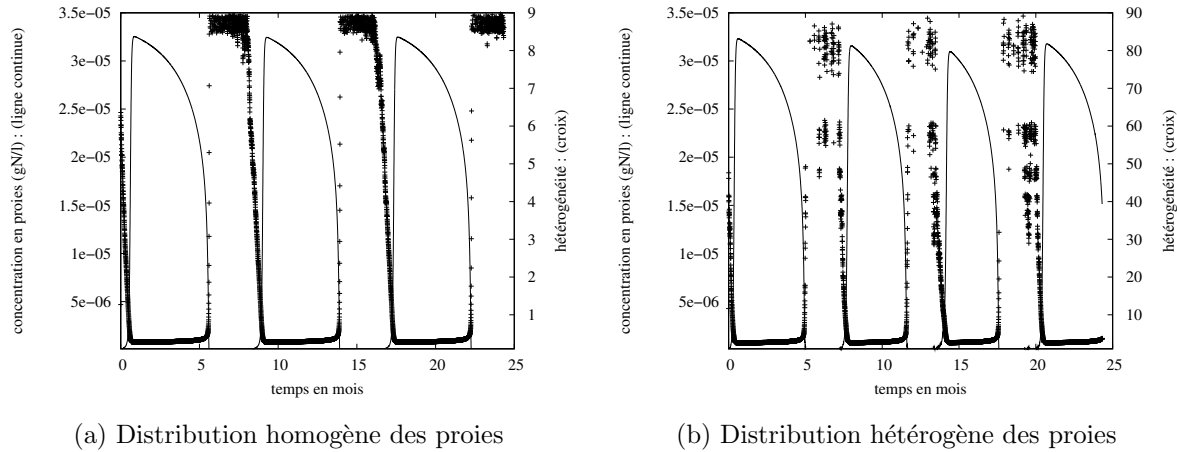 3.5e−05
3e−05
2.5e−05
2e−05
1.5e−05
1e−05
5e−06
concentration en proies (gN/l) : (ligne continue)
9
8
7
6
5
4
3
2
1
hétérogénéité : (croix)
0 5 10 15 20 25
temps en mois
(a) Distribution homogène des proies
3.5e−05
3e−05
2.5e−05
2e−05
1.5e−05
1e−05
5e−06
concentration en proies (gN/l) : (ligne continue)
90
80
70
60
50
40
30
20
10
hétérogénéité : (croix)
0 5 10 15 20 25
temps en mois
(b) Distribution hétérogène des proies